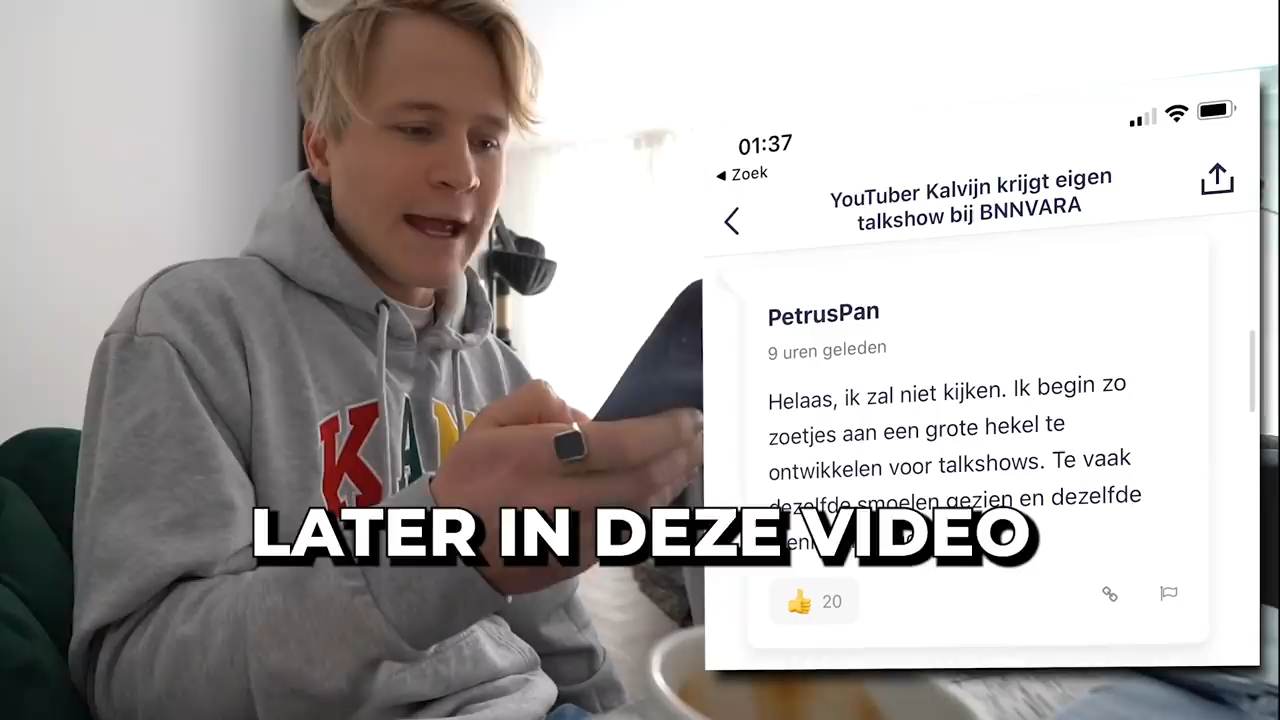 01:37
◀ Zoek
YouTuber Kalvijn krijgt eigen
talkshow bij BNNVARA
PetrusPan
9 uren geleden
Helaas, ik zal niet kijken. Ik begin zo
zoetjes aan een grote hekel te
ontwikkelen voor talkshows. Te vaak
dezelfde smoelen gezien en dezelfde
👍 20
KAN
LATER IN DEZE VIDEO